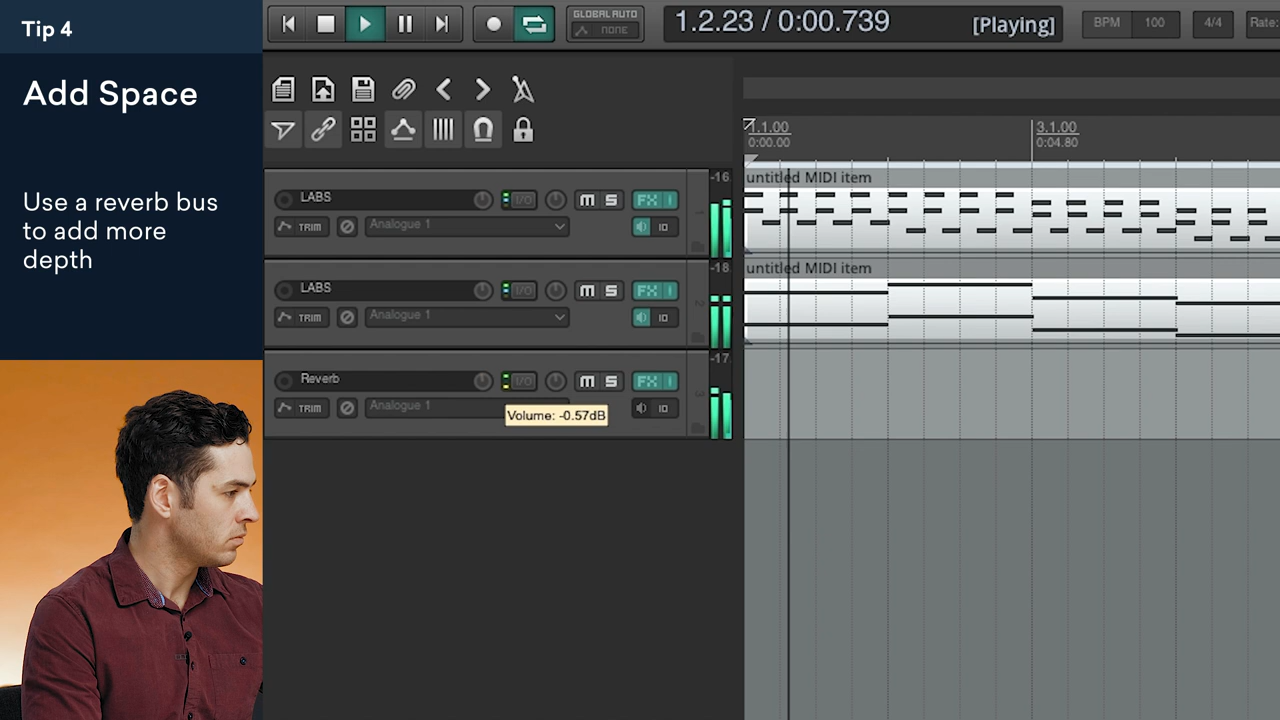 Tip 4
Add Space
Use a reverb bus
to add more
depth
GLOBAL AUTO
NONE
1.2.23 / 0:00.739
[Playing]
BPM 100
4/4
Rate:
1.1.00
0:00.00
3.1.00
0:04.80
LABS
I/O
M S
FX
-16
TRIM
Analogue 1
untitled MIDI item
LABS
I/O
M S
FX
-18
TRIM
Analogue 1
untitled MIDI item
Reverb
I/O
M S
FX
-17
TRIM
Analogue 1
Volume: -0.57dB